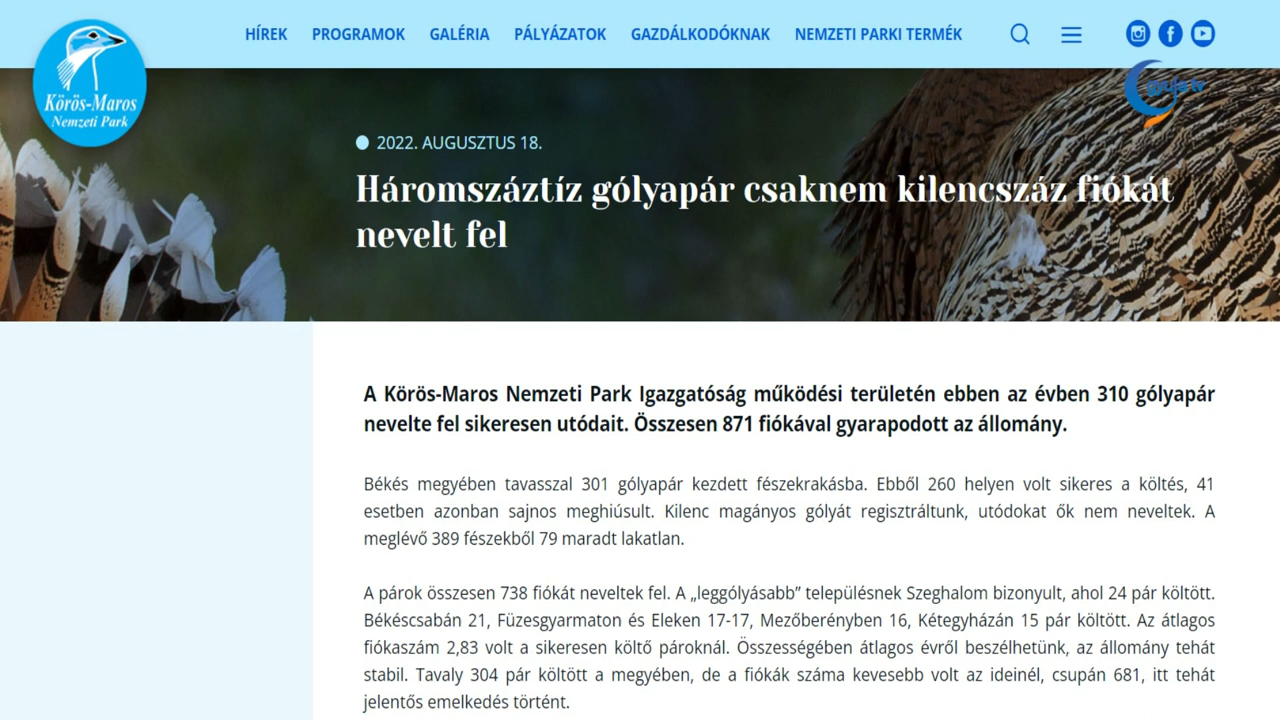 HÍREK PROGRAMOK GALÉRIA PÁLYÁZATOK GAZDÁLKODÓKNAK NEMZETI PARKI TERMÉK
Körös-Maros
Nemzeti Park
gyula tv
2022. AUGUSZTUS 18.
Háromszáztíz gólyapár csaknem kilencszáz fiókát
nevelt fel
A Körös-Maros Nemzeti Park Igazgatóság működési területén ebben az évben 310 gólyapár
nevelte fel sikeresen utódait. Összesen 871 fiókával gyarapodott az állomány.
Békés megyében tavasszal 301 gólyapár kezdett fészekrakásba. Ebből 260 helyen volt sikeres a költés, 41
esetben azonban sajnos meghiúsult. Kilenc magányos gólyát regisztráltunk, utódokat ők nem neveltek. A
meglévő 389 fészekből 79 maradt lakatlan.
A párok összesen 738 fiókát neveltek fel. A „leggólyásabb” településnek Szeghalom bizonyult, ahol 24 pár költött.
Békéscsabán 21, Füzesgyarmaton és Eleken 17-17, Mezőberényben 16, Kétegyházán 15 pár költött. Az átlagos
fiókaszám 2,83 volt a sikeresen költő pároknál. Összességében átlagos évről beszélhetünk, az állomány tehát
stabil. Tavaly 304 pár költött a megyében, de a fiókák száma kevesebb volt az ideinél, csupán 681, itt tehát
jelentős emelkedés történt.